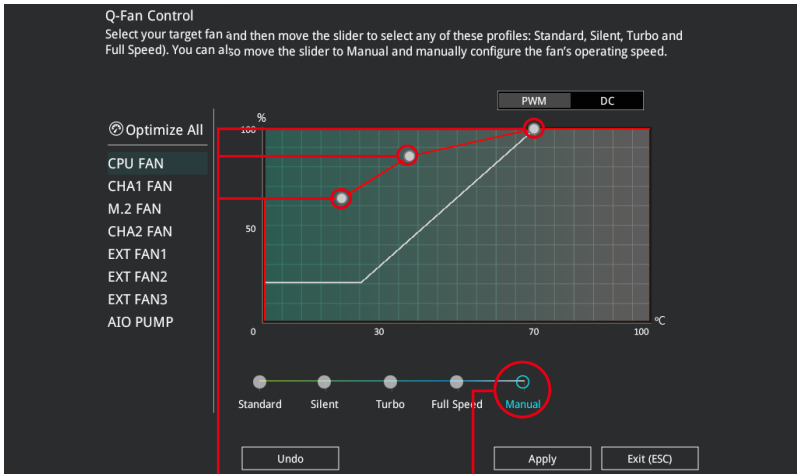 Q-Fan Control
Select your target fan and then move the slider to select any of these profiles: Standard, Silent, Turbo and
Full Speed). You can also move the slider to Manual and manually configure the fan's operating speed.
PWM DC
Optimize All
CPU FAN
CHA1 FAN
M.2 FAN
CHA2 FAN
EXT FAN1
EXT FAN2
EXT FAN3
AIO PUMP
%
100
50
0 30 70 100
ºC
Standard Silent Turbo Full Speed Manual
Undo Apply Exit (ESC)